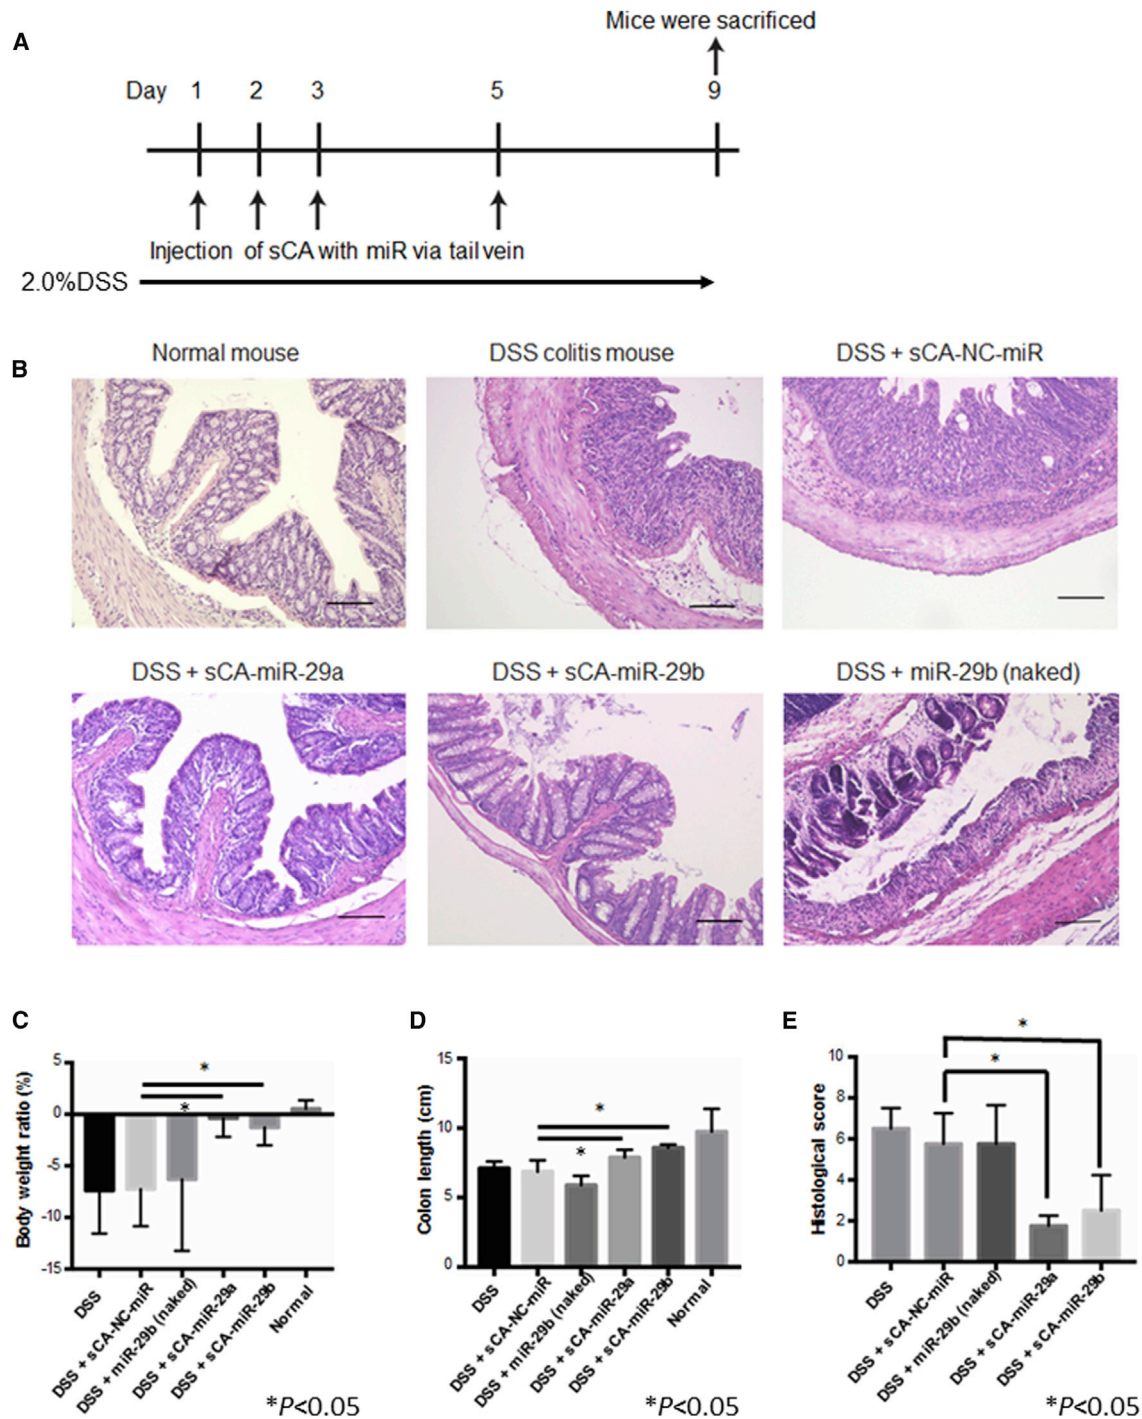 A
Mice were sacrificed
Day 1 2 3 5 9
Injection of sCA with miR via tail vein
2.0%DSS
B
Normal mouse
DSS colitis mouse
DSS + sCA-NC-miR
DSS + sCA-miR-29a
DSS + sCA-miR-29b
DSS + miR-29b (naked)
C
Body weight ratio (%)
5
0
-5
-10
-15
*
*
DSS
DSS + sCA-NC-miR
DSS + miR-29b (naked)
DSS + sCA-miR-29a
DSS + sCA-miR-29b
Normal
*P<0.05
D
Colon length (cm)
15
10
5
0
*
*
DSS
DSS + sCA-NC-miR
DSS + miR-29b (naked)
DSS + sCA-miR-29a
DSS + sCA-miR-29b
Normal
*P<0.05
E
Histological score
10
8
6
4
2
0
*
*
DSS
DSS + sCA-NC-miR
DSS + miR-29b (naked)
DSS + sCA-miR-29a
DSS + sCA-miR-29b
*P<0.05